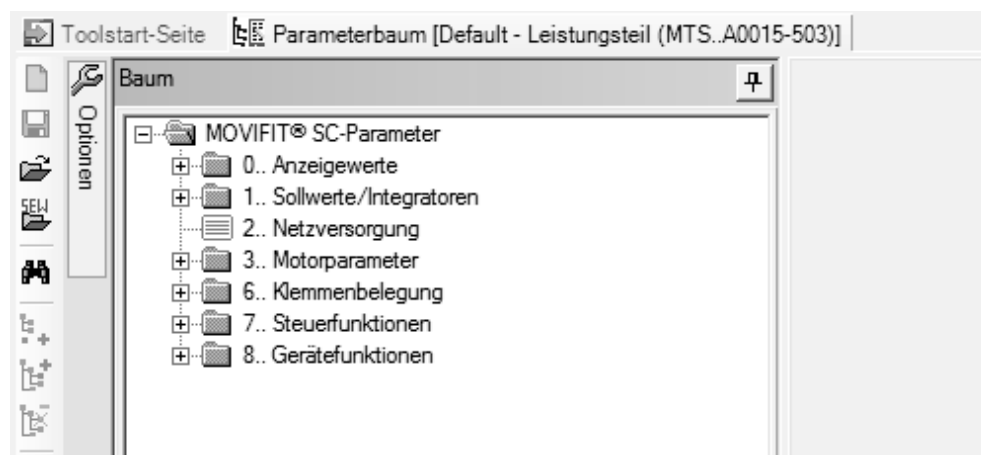 Toolstart-Seite
Parameterbaum [Default - Leistungsteil (MTS..A0015-503)]
Optionen
Baum
SEW
MOVIFIT® SC-Parameter
0.. Anzeigewerte
1.. Sollwerte/Integratoren
2.. Netzversorgung
3.. Motorparameter
6.. Klemmenbelegung
7.. Steuerfunktionen
8.. Gerätefunktionen